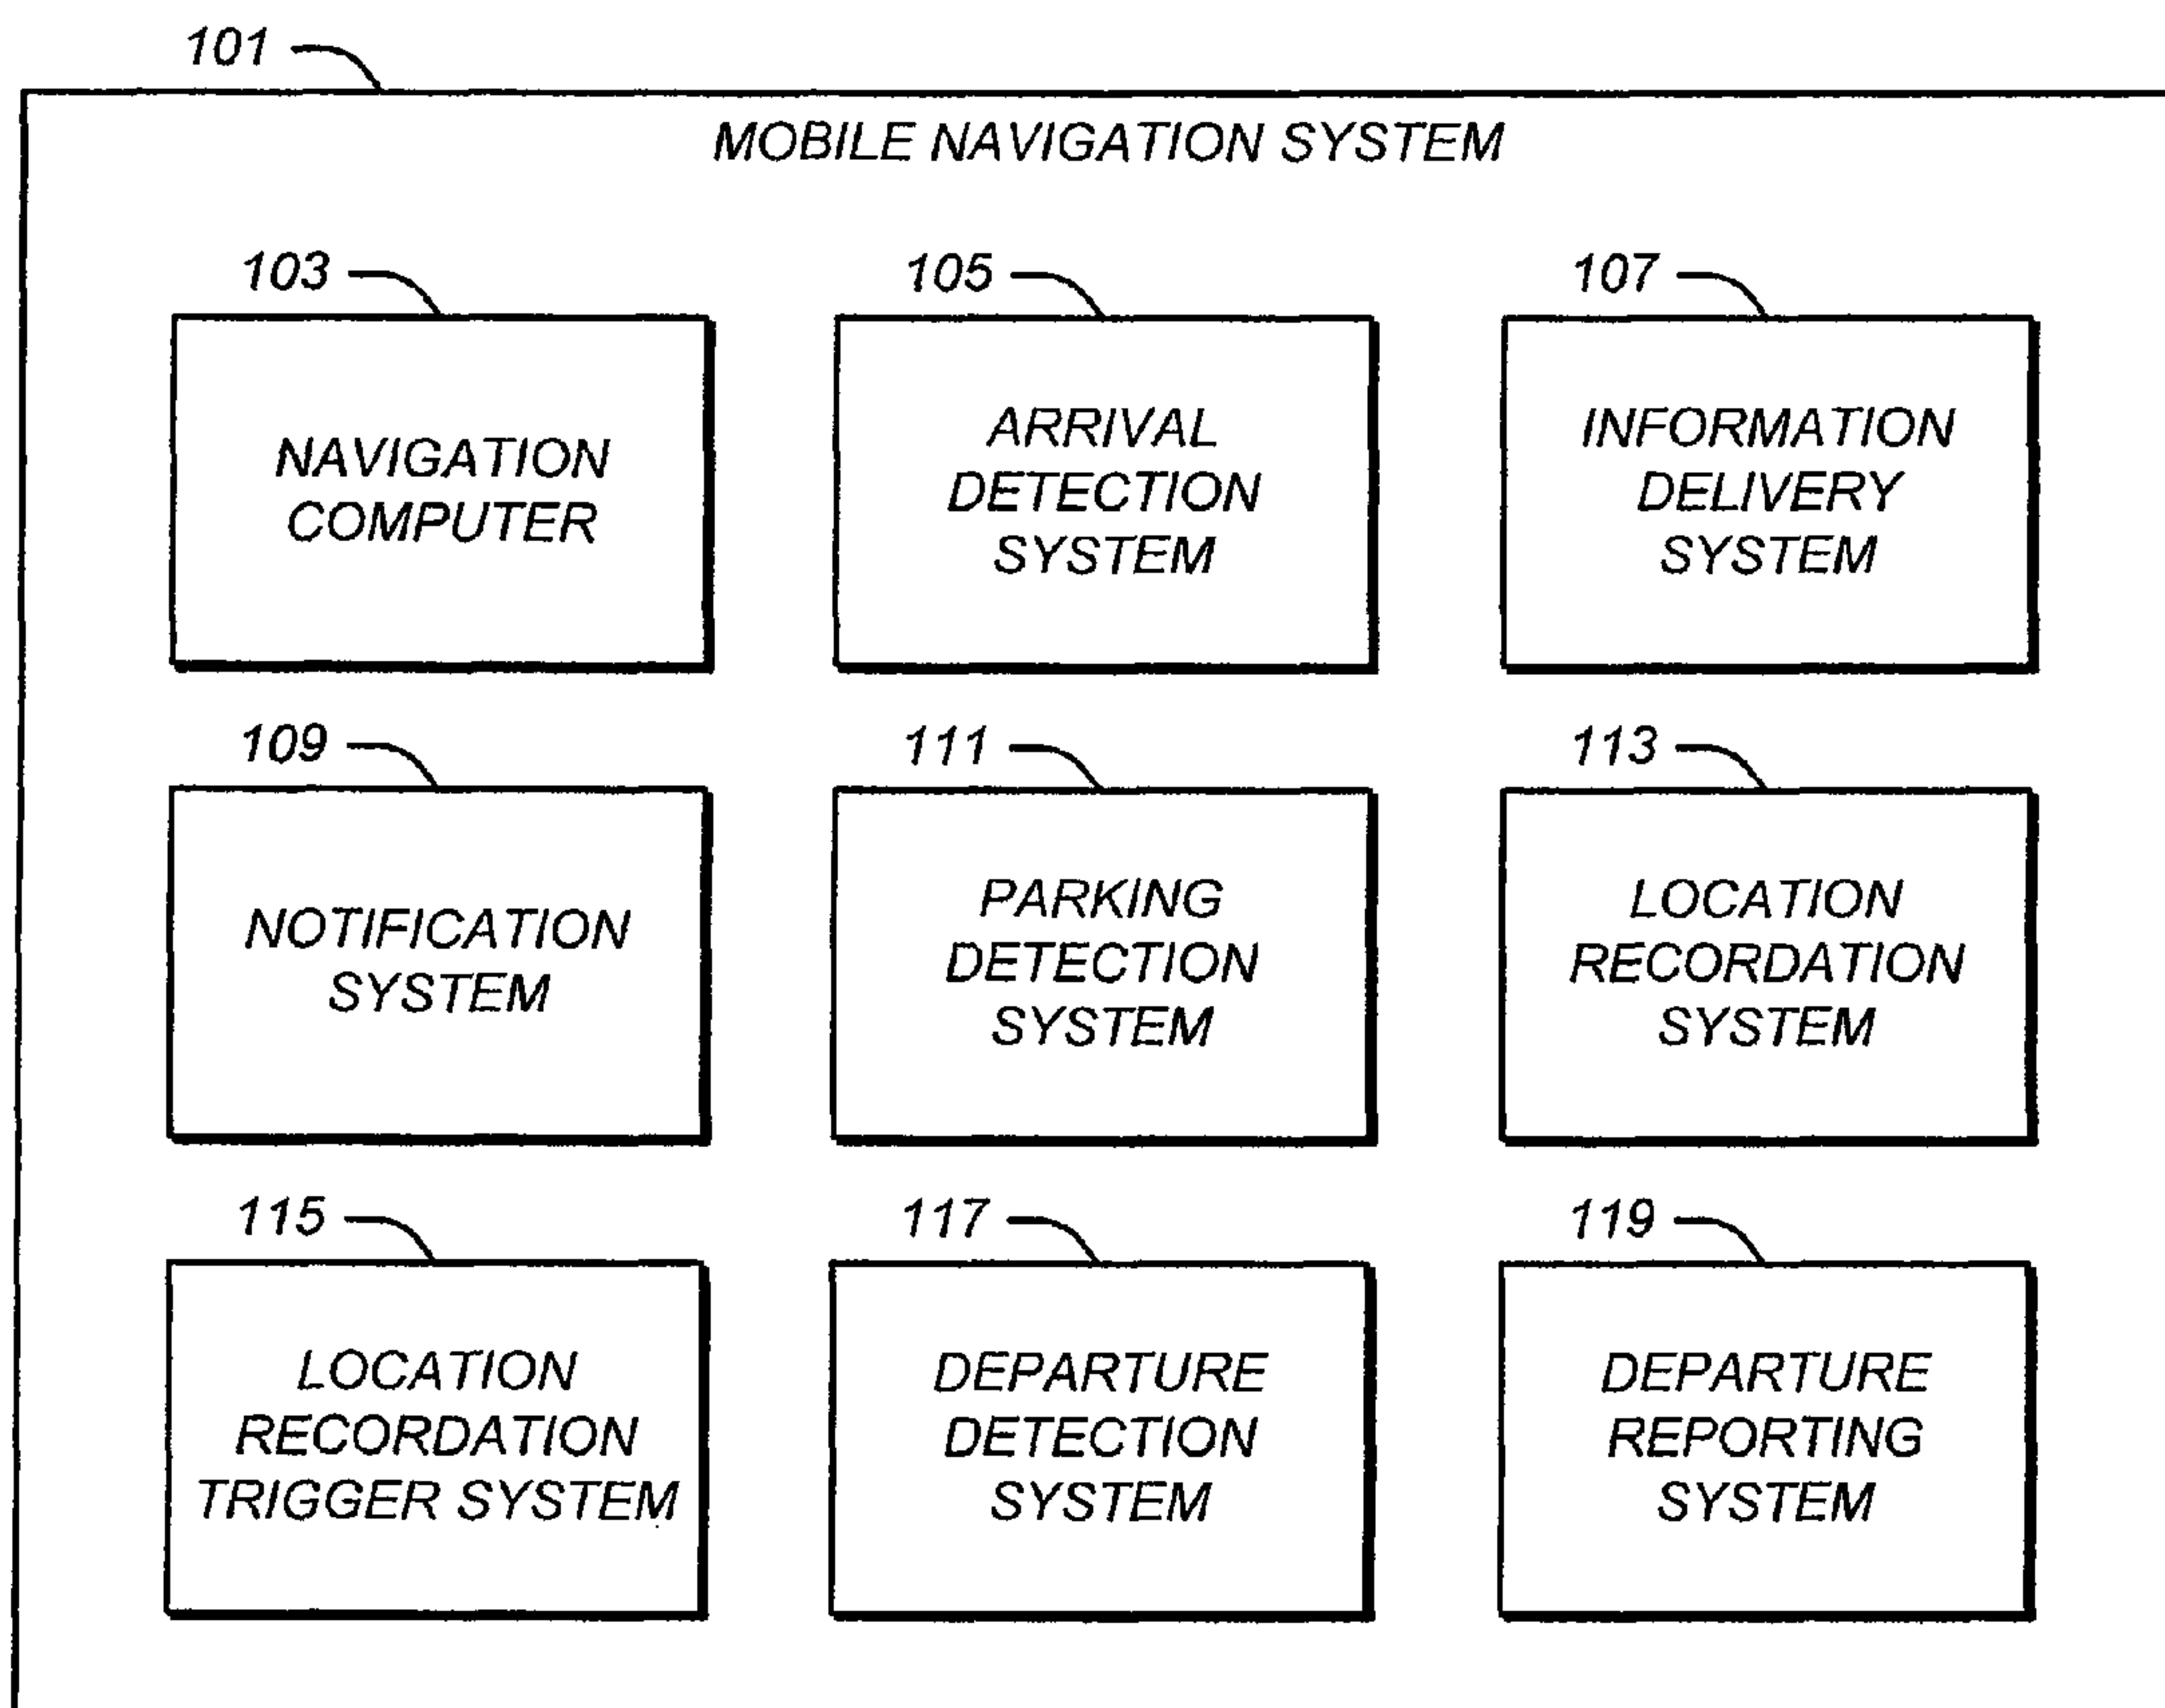 101
MOBILE NAVIGATION SYSTEM
103
105
107
NAVIGATION
COMPUTER
ARRIVAL
DETECTION
SYSTEM
INFORMATION
DELIVERY
SYSTEM
109
111
113
NOTIFICATION
SYSTEM
PARKING
DETECTION
SYSTEM
LOCATION
RECORDATION
SYSTEM
115
117
119
LOCATION
RECORDATION
TRIGGER SYSTEM
DEPARTURE
DETECTION
SYSTEM
DEPARTURE
REPORTING
SYSTEM